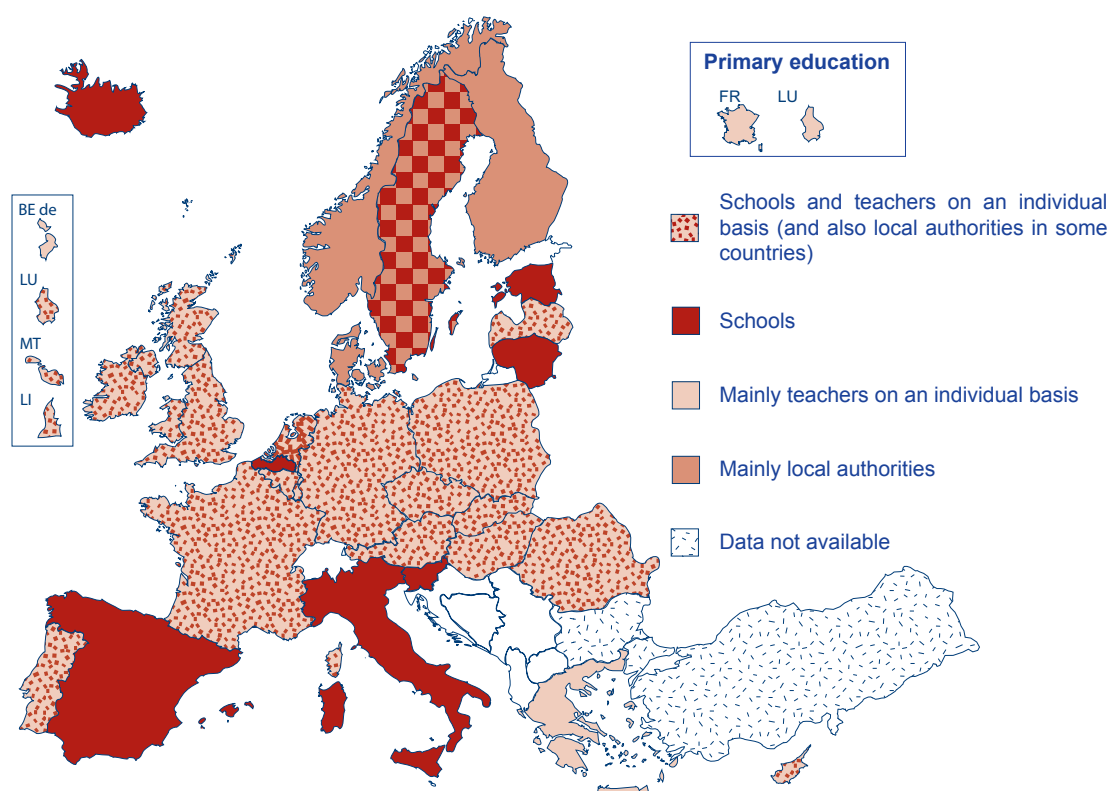 Primary education
FR
LU
BE de
LU
MT
LI
Schools and teachers on an individual
basis (and also local authorities in some
countries)
Schools
Mainly teachers on an individual basis
Mainly local authorities
Data not available